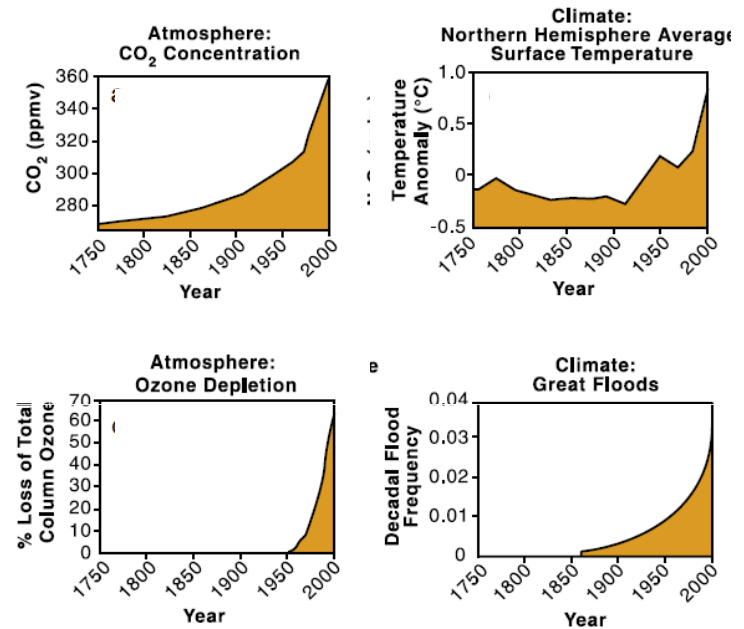 Atmosphere:
CO2 Concentration
360
340
320
300
280
CO2 (ppmv)
1750
1800
1850
1900
1950
2000
Year
Climate:
Northern Hemisphere Average
Surface Temperature
1.0
0.5
0
-0.5
Temperature
Anomaly (°C)
1750
1800
1850
1900
1950
2000
Year
Atmosphere:
Ozone Depletion
70
60
50
40
30
20
10
0
% Loss of Total
Column Ozone
1750
1800
1850
1900
1950
2000
Year
e
Climate:
Great Floods
0.04
0.03
0.02
0.01
0
Decadal Flood
Frequency
1750
1800
1850
1900
1950
2000
Year